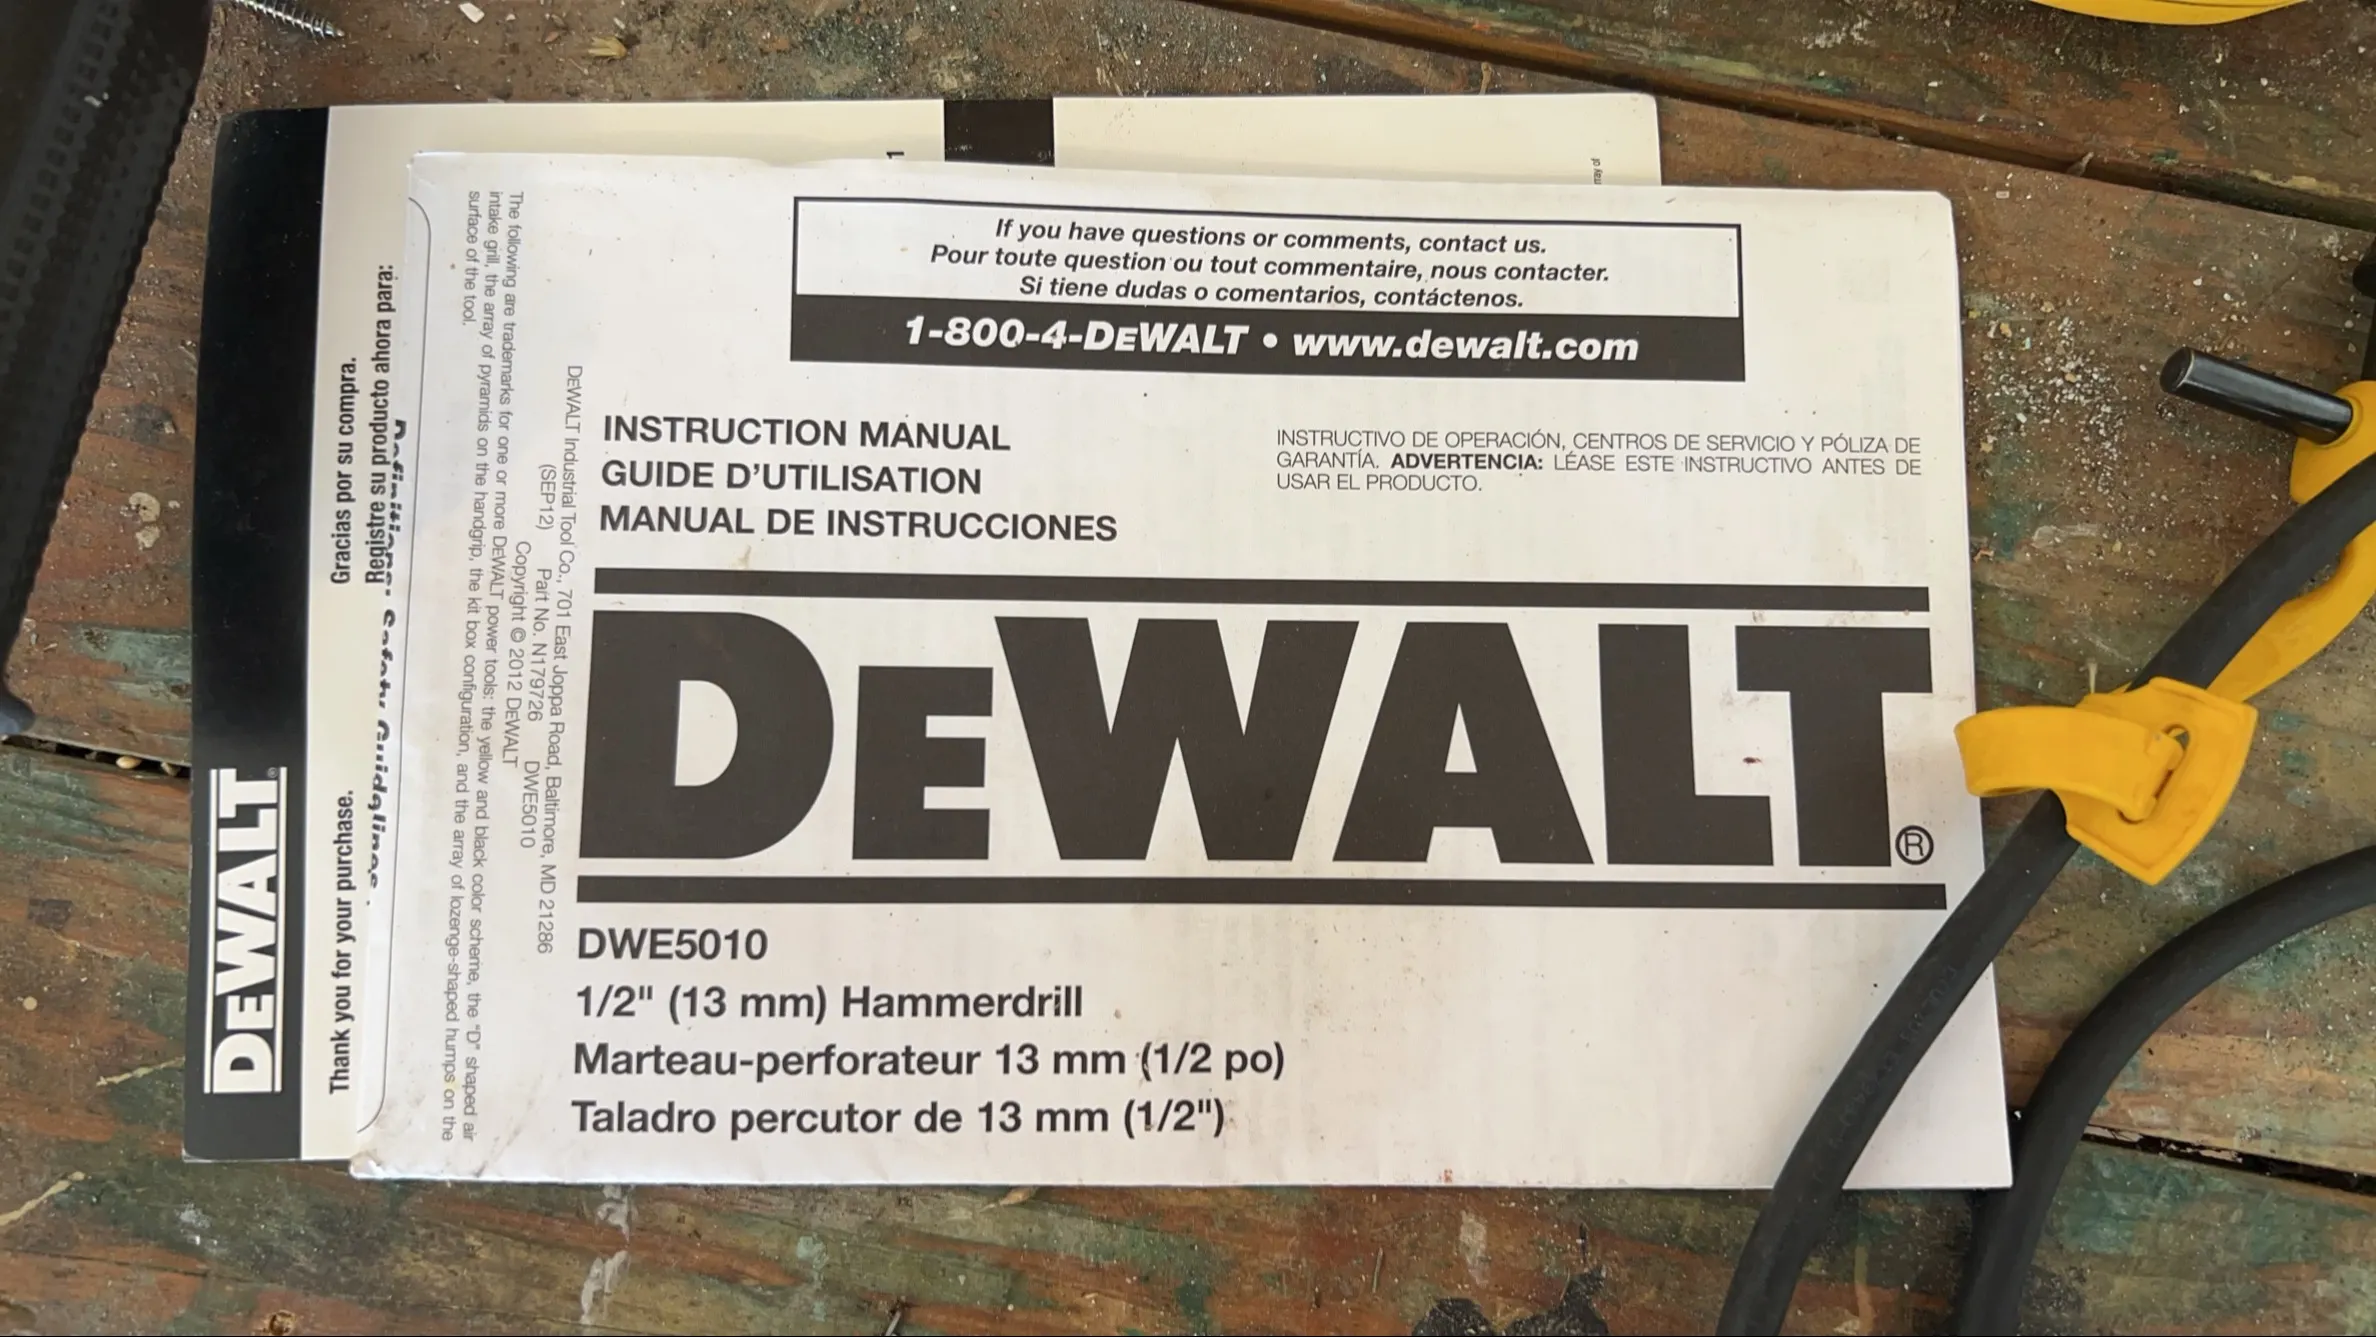 If you have questions or comments, contact us.
Pour toute question ou tout commentaire, nous contacter.
Si tiene dudas o comentarios, contáctenos.
1-800-4-DEWALT • www.dewalt.com
INSTRUCTION MANUAL
GUIDE D'UTILISATION
MANUAL DE INSTRUCCIONES
INSTRUCTIVO DE OPERACIÓN, CENTROS DE SERVICIO Y PÓLIZA DE
GARANTÍA. ADVERTENCIA: LÉASE ESTE INSTRUCTIVO ANTES DE
USAR EL PRODUCTO.
DEWALT®
DWE5010
1/2" (13 mm) Hammerdrill
Marteau-perforateur 13 mm (1/2 po)
Taladro percutor de 13 mm (1/2")
DEWALT Industrial Tool Co., 701 East Joppa Road, Baltimore, MD 21286
(SEP12) Part No. N179726 DWE5010
Copyright © 2012 DEWALT
The following are trademarks for one or more DEWALT power tools: the yellow and black color scheme, the "D" shaped air
intake grill, the array of pyramids on the handgrip, the kit box configuration, and the array of lozenge-shaped humps on the
surface of the tool.
DEWALT®
Thank you for your purchase.
Gracias por su compra.
Registre su producto ahora para:
Definitions: Safety Guidelines
1
may